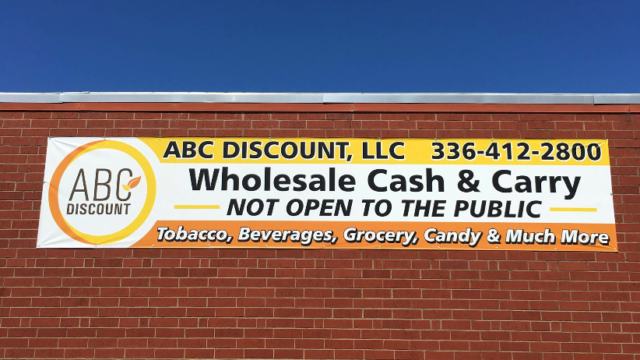 ABC
DISCOUNT
ABC DISCOUNT, LLC 336-412-2800
Wholesale Cash & Carry
NOT OPEN TO THE PUBLIC
Tobacco, Beverages, Grocery, Candy & Much More